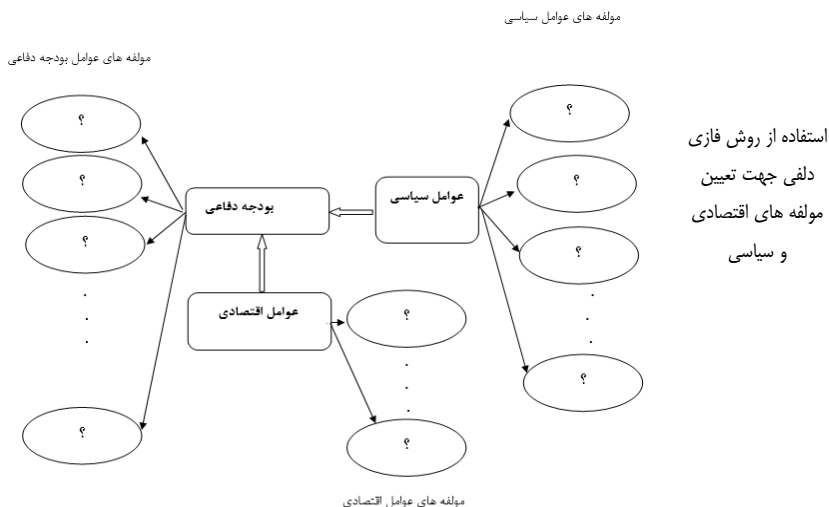 مولفه های عوامل سیاسی
مولفه های عوامل بودجه دفاعی
؟
؟
؟
؟
بودجه دفاعی
عوامل سیاسی
؟
؟
؟
؟
استفاده از روش فازی
دلفی جهت تعیین
مولفه های اقتصادی
و سیاسی
عوامل اقتصادی
؟
؟
مولفه های عوامل اقتصادی